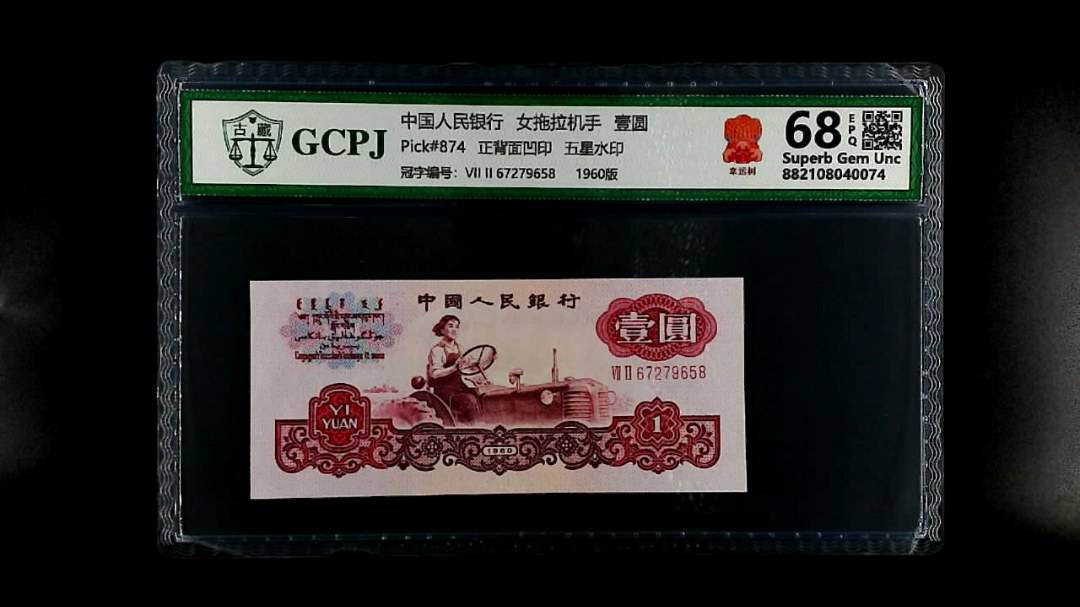 古藏
GCPJ
中国人民银行 女拖拉机手 壹圆
Pick#874 正背面凹印 五星水印
冠字编号：VII II 67279658 1960版
幸运树
68
EPQ
Superb Gem Unc
882108040074
中國人民銀行
壹圓
VII II 67279658
YI
YUAN
1960
1